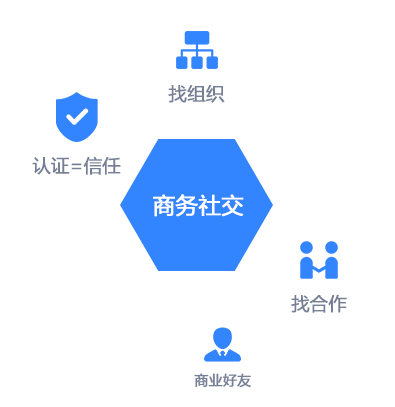 找组织
认证=信任
商务社交
找合作
商业好友